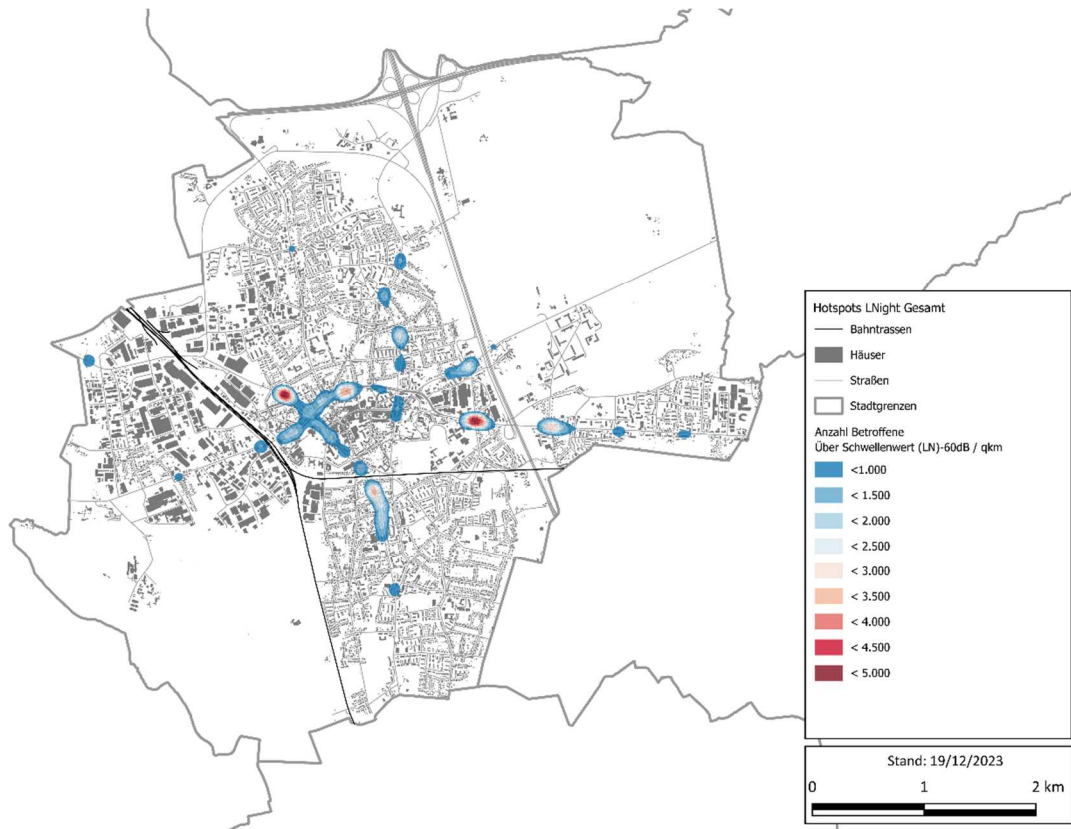 Hotspots LNight Gesamt
Bahntrassen
Häuser
Straßen
Stadtgrenzen
Anzahl Betroffene
Über Schwellenwert (LN)-60dB / qkm
<1.000
< 1.500
< 2.000
< 2.500
< 3.000
< 3.500
< 4.000
< 4.500
< 5.000
Stand: 19/12/2023
0 1 2 km